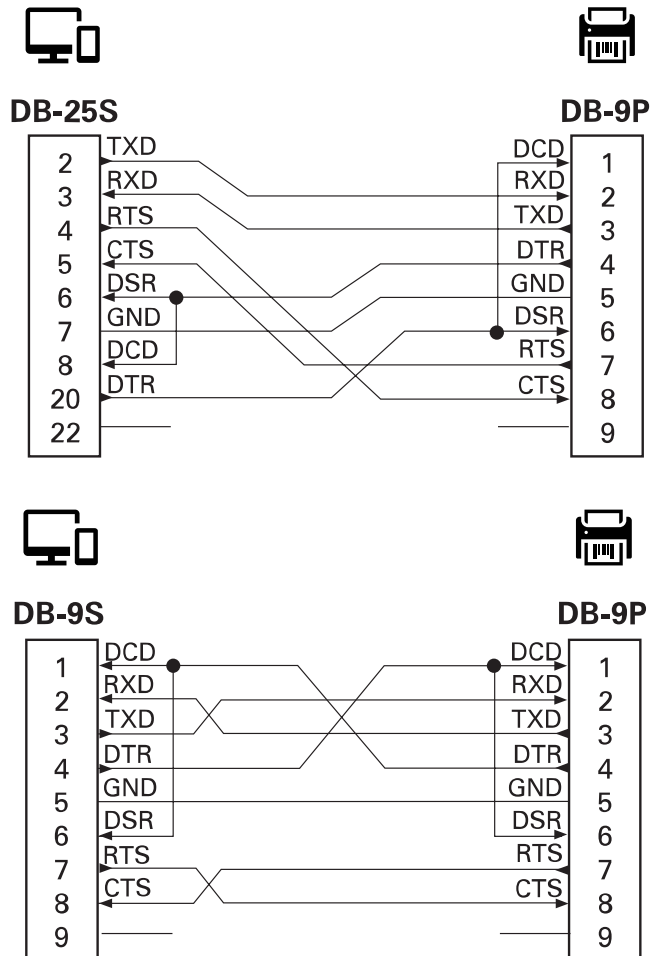 DB-25S DB-9P
2 TXD DCD 1
3 RXD RXD 2
4 RTS TXD 3
5 CTS DTR 4
6 DSR GND 5
7 GND DSR 6
8 DCD RTS 7
20 DTR CTS 8
22 9
DB-9S DB-9P
1 DCD DCD 1
2 RXD RXD 2
3 TXD TXD 3
4 DTR DTR 4
5 GND GND 5
6 DSR DSR 6
7 RTS RTS 7
8 CTS CTS 8
9 9